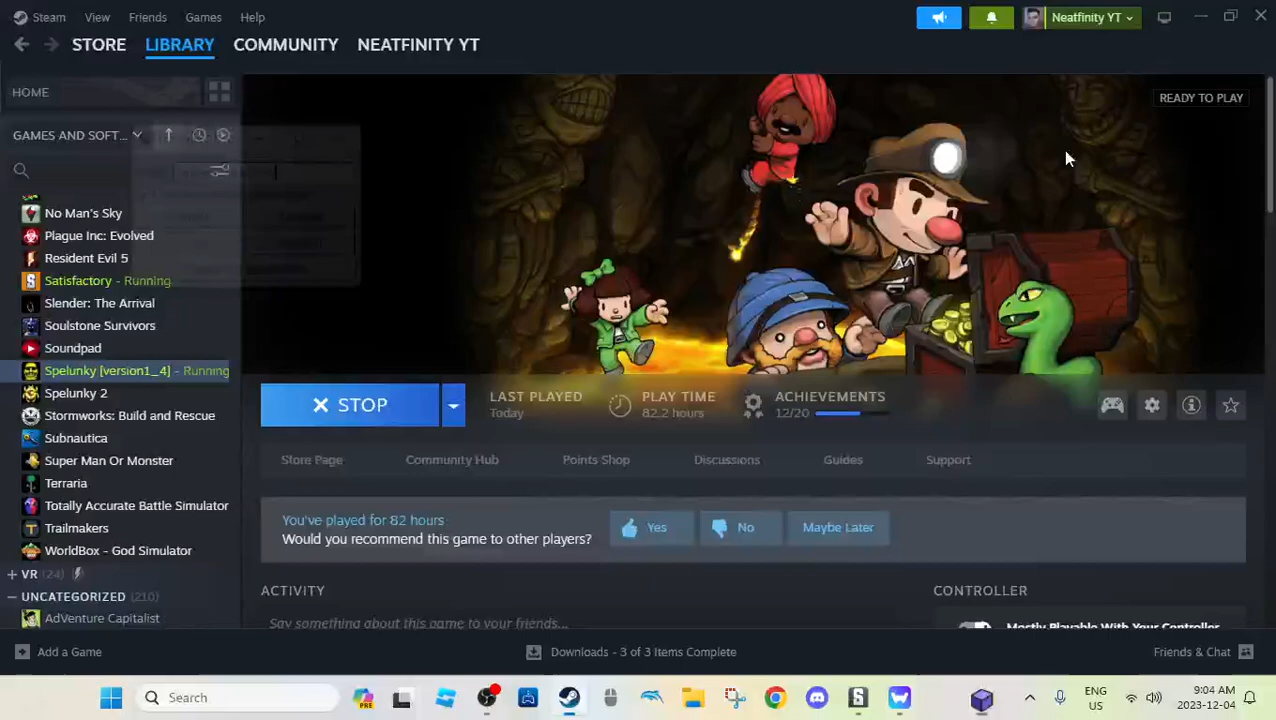 Steam View Friends Games Help
Neatfinity YT
STORE LIBRARY COMMUNITY NEATFINITY YT
HOME
READY TO PLAY
GAMES AND SOFT...
No Man's Sky
Plague Inc: Evolved
Resident Evil 5
Satisfactory - Running
Slender: The Arrival
Soulstone Survivors
Soundpad
Spelunky [version1_4] - Running
Spelunky 2
Stormworks: Build and Rescue
Subnautica
Super Man Or Monster
Terraria
Totally Accurate Battle Simulator
Trailmakers
WorldBox - God Simulator
VR (24)
UNCATEGORIZED (210)
AdVenture Capitalist
STOP
LAST PLAYED
Today
PLAY TIME
82.2 hours
ACHIEVEMENTS
12/20
Store Page Community Hub Points Shop Discussions Guides Support
You've played for 82 hours
Would you recommend this game to other players?
Yes No Maybe Later
ACTIVITY
Say something about this game to your friends...
CONTROLLER
Mostly Playable With Your Controller
Add a Game
Downloads - 3 of 3 Items Complete
Friends & Chat
Search
PRE
ENG
US
9:04 AM
2023-12-04